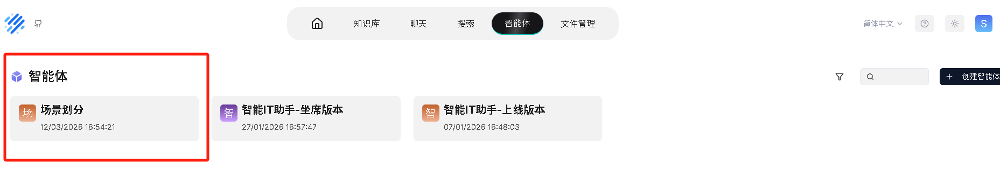 知识库
聊天
搜索
智能体
文件管理
简体中文
S
智能体
创建智能体
场
场景划分
12/03/2026 16:54:21
智
智能IT助手-坐席版本
27/01/2026 16:57:47
智
智能IT助手-上线版本
07/01/2026 16:48:03